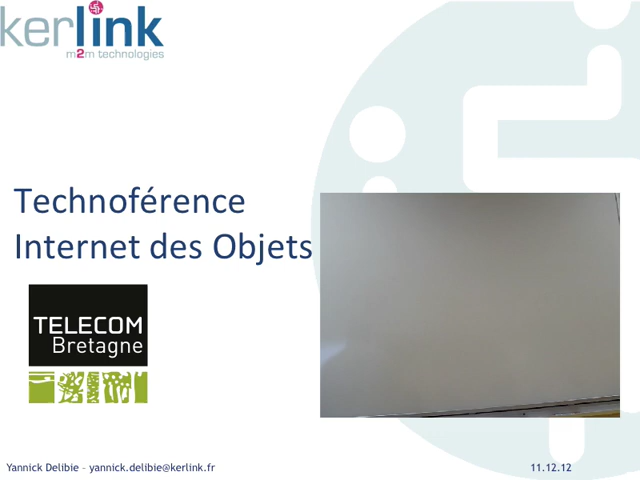 kerlink
m2m technologies
Technoférence
Internet des Objets
TELECOM
Bretagne
Yannick Delibie – yannick.delibie@kerlink.fr
11.12.12